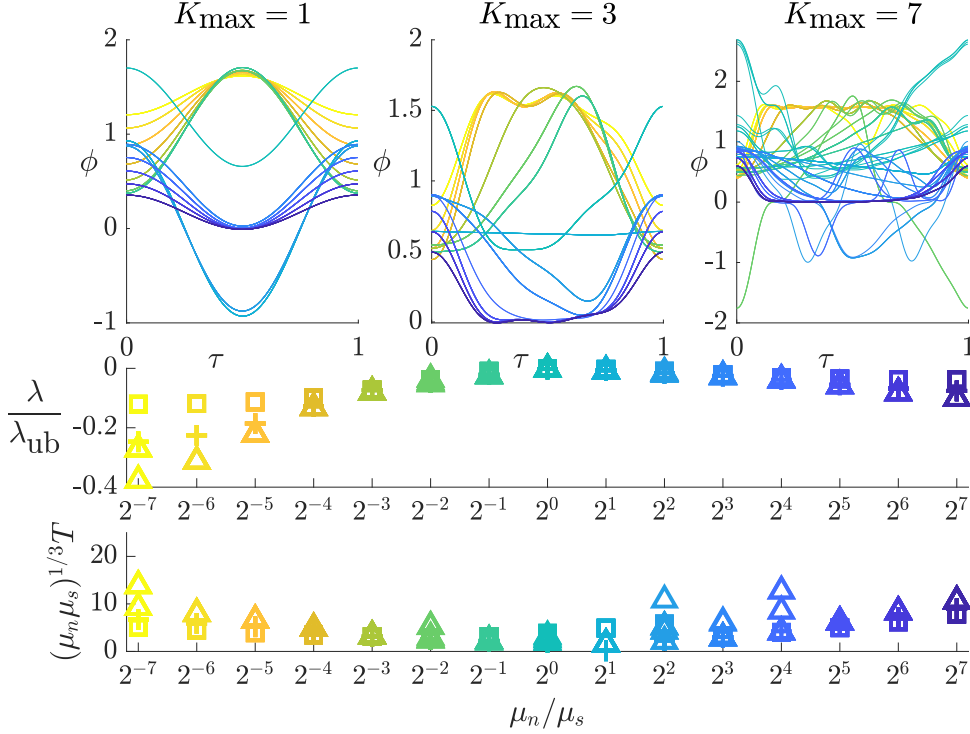 K_max = 1 K_max = 3 K_max = 7
2 2 2
1 1.5 1
ϕ ϕ 1 ϕ
0 0.5 0
-1
-1 0 -2
0 τ 1 0 τ 1 0 τ 1
λ/λ_ub
0
-0.2
-0.4
2^-7 2^-6 2^-5 2^-4 2^-3 2^-2 2^-1 2^0 2^1 2^2 2^3 2^4 2^5 2^6 2^7
(μ_n μ_s)^1/3 T
20
10
0
2^-7 2^-6 2^-5 2^-4 2^-3 2^-2 2^-1 2^0 2^1 2^2 2^3 2^4 2^5 2^6 2^7
μ_n/μ_s